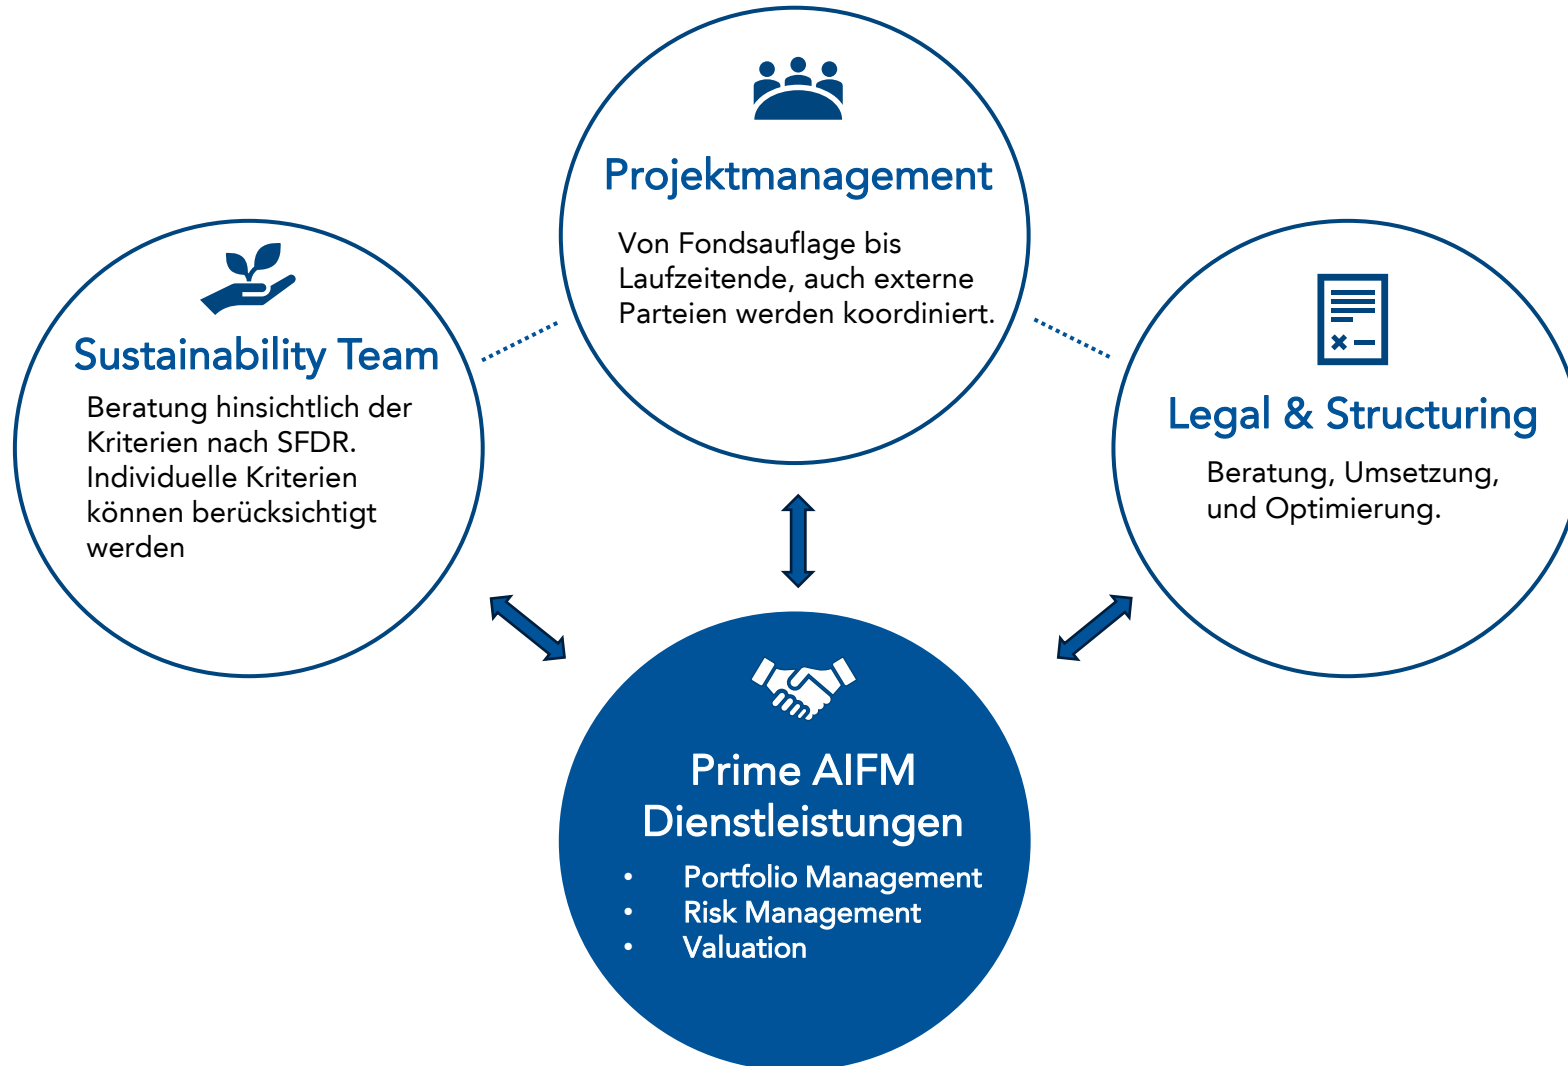 Projektmanagement
Von Fondsauflage bis
Laufzeitende, auch externe
Parteien werden koordiniert.
Sustainability Team
Beratung hinsichtlich der
Kriterien nach SFDR.
Individuelle Kriterien
können berücksichtigt
werden
Legal & Structuring
Beratung, Umsetzung,
und Optimierung.
Prime AIFM
Dienstleistungen
• Portfolio Management
• Risk Management
• Valuation